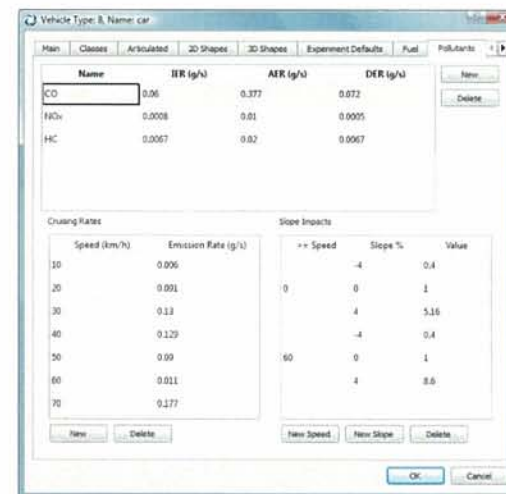 Vehicle Type: 8, Name: car
Main Classes Articulated 2D Shapes 3D Shapes Experiment Defaults Fuel Pollutants
Name IER (g/s) AER (g/s) DER (g/s)
CO 0.06 0.377 0.072
NOx 0.0008 0.01 0.0005
HC 0.0067 0.02 0.0067
New
Delete
Cruising Rates
Speed (km/h) Emission Rate (g/s)
10 0.006
20 0.091
30 0.13
40 0.129
50 0.09
60 0.011
70 0.177
New Delete
Slope Impacts
>= Speed Slope % Value
-4 0.4
0 0 1
4 5.16
-4 0.4
60 0 1
4 8.6
New Speed New Slope Delete
OK Cancel